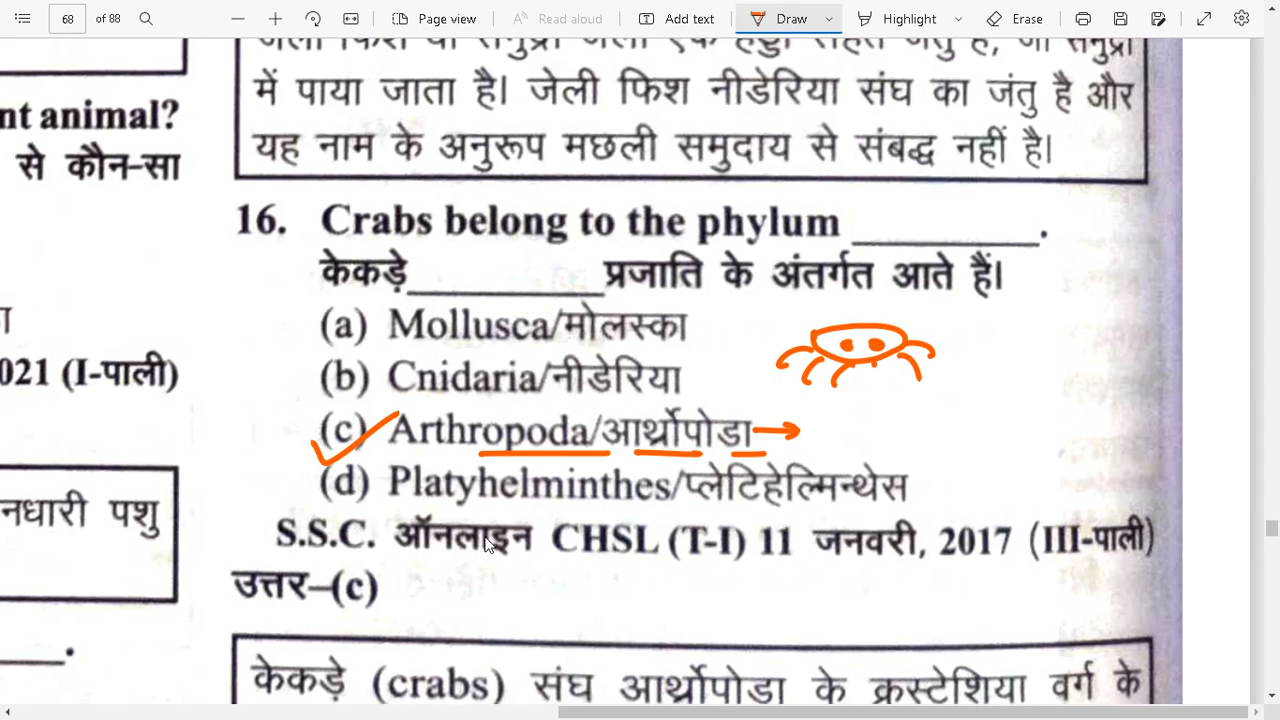 68 of 88 Page view Read aloud Add text Draw Highlight Erase
में पाया जाता है। जेली फिश नीडेरिया संघ का जंतु है और
यह नाम के अनुरूप मछली समुदाय से संबद्ध नहीं है।
nt animal?
से कौन-सा
16. Crabs belong to the phylum _________.
केकड़े_________प्रजाति के अंतर्गत आते हैं।
(a) Mollusca/मोलस्का
(b) Cnidaria/नीडेरिया
021 (I-पाली)
(c) Arthropoda/आर्थ्रोपोडा
(d) Platyhelminthes/प्लेटिहेल्मिन्थेस
नधारी पशु
S.S.C. ऑनलाइन CHSL (T-I) 11 जनवरी, 2017 (III-पाली)
उत्तर–(c)
केकड़े (crabs) संघ आर्थ्रोपोडा के क्रस्टेशिया वर्ग के